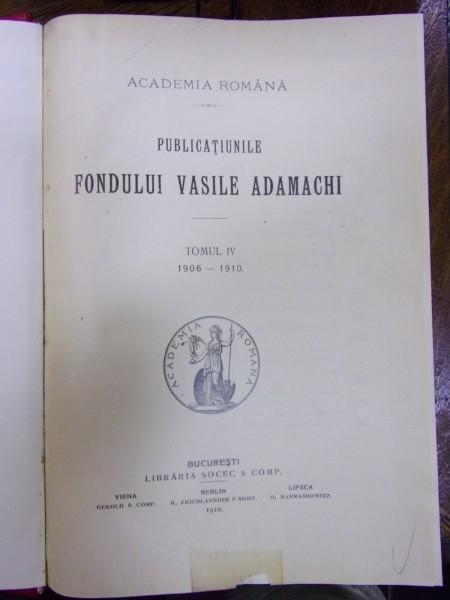 ACADEMIA ROMÂNĂ
PUBLICAȚIUNILE
FONDULUI VASILE ADAMACHI
TOMUL IV
1906 — 1910.
ACADEMIA ROMANA
BUCUREȘTI
LIBRĂRIA SOCEC & COMP.
VIENA BERLIN LIPSCA
GEROLD & COMP. R. FRIEDLAENDER & SOHN. O. HARRASSOWITZ.
1910.